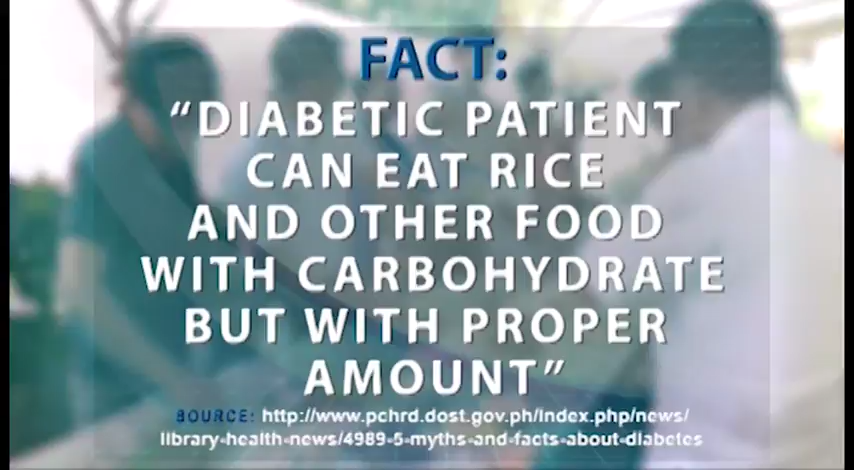 FACT:
“DIABETIC PATIENT
CAN EAT RICE
AND OTHER FOOD
WITH CARBOHYDRATE
BUT WITH PROPER
AMOUNT”
SOURCE: http://www.pchrd.dost.gov.ph/index.php/news/
library-health-news/4989-5-myths-and-facts-about-diabetes